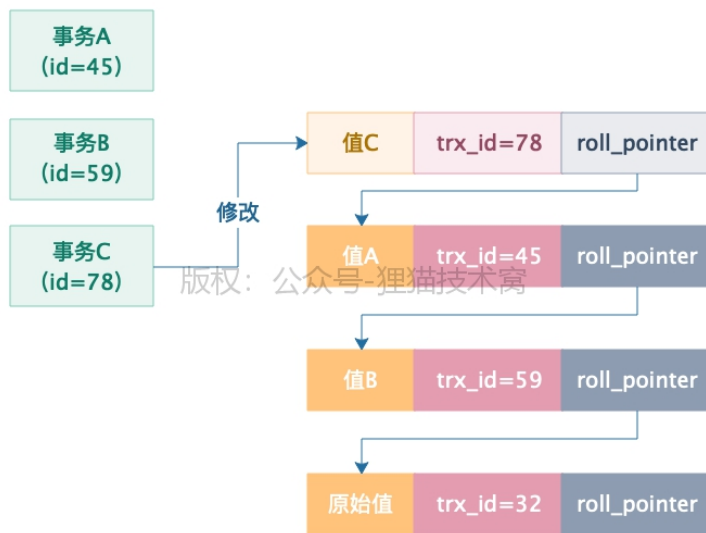 事务A
(id=45)
事务B
(id=59)
事务C
(id=78)
修改
值C trx_id=78 roll_pointer
值A trx_id=45 roll_pointer
版权：公众号-狸猫技术窝
值B trx_id=59 roll_pointer
原始值 trx_id=32 roll_pointer